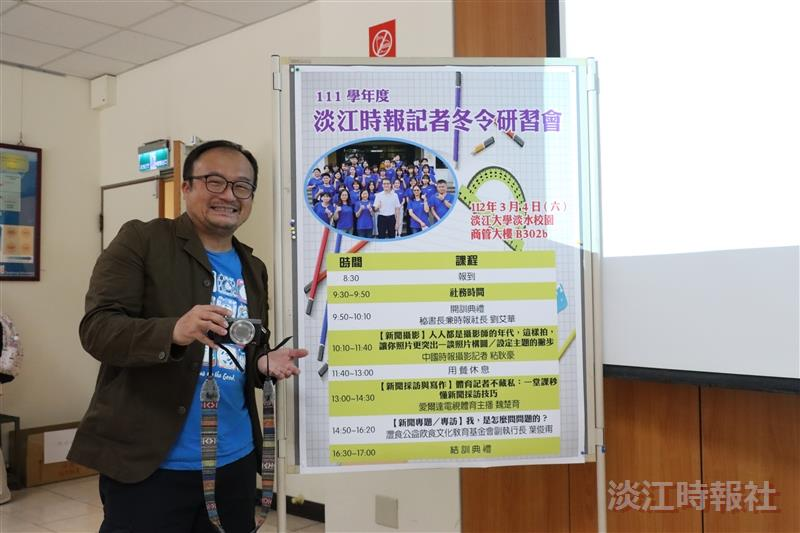 111 學年度
淡江時報記者冬令研習會
112年3月4日(六)
淡江大學淡水校園
商管大樓 B302b
時間 課程
8:30 報到
9:30~9:50 社務時間
9:50~10:10 開訓典禮
秘書長兼時報社長 劉艾華
10:10~11:40 【新聞攝影】人人都是攝影師的年代，這樣拍，
讓你照片更突出—談照片構圖／設定主題的撇步
中國時報攝影記者 粘耿豪
11:40~13:00 用餐休息
13:00~14:30 【新聞採訪與寫作】體育記者不藏私：一堂課秒
懂新聞採訪技巧
愛爾達電視體育主播 魏楚育
14:50~16:20 【新聞專題／專訪】我，是怎麼問問題的？
灃食公益飲食文化教育基金會副執行長 葉俊甫
16:30~17:00 結訓典禮
淡江時報社